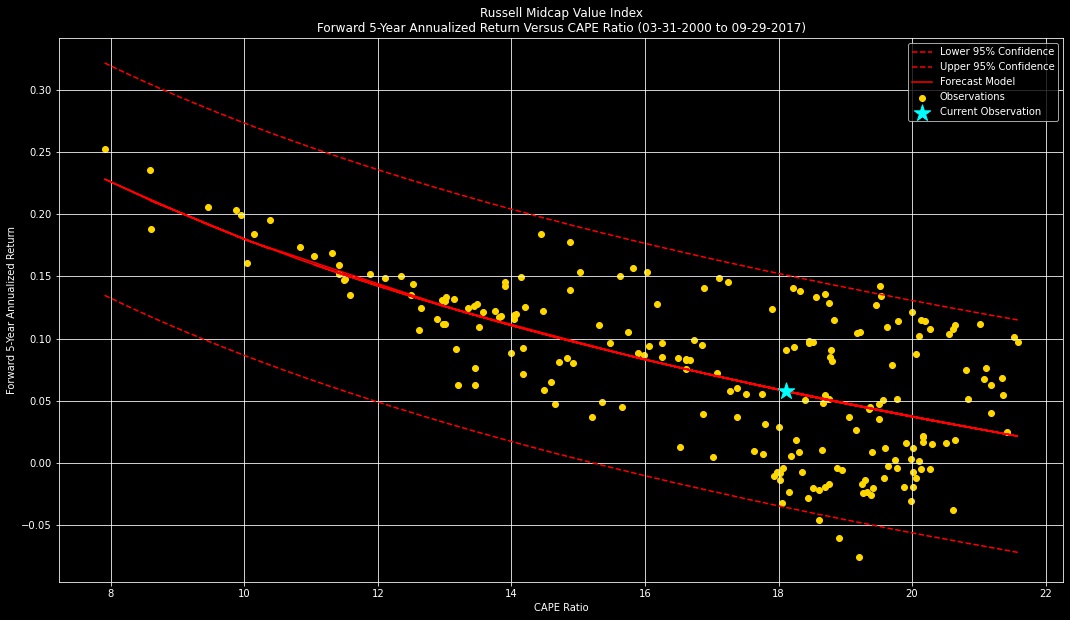 Russell Midcap Value Index
Forward 5-Year Annualized Return Versus CAPE Ratio (03-31-2000 to 09-29-2017)
Lower 95% Confidence
Upper 95% Confidence
Forecast Model
Observations
Current Observation
Forward 5-Year Annualized Return
0.30
0.25
0.20
0.15
0.10
0.05
0.00
−0.05
8 10 12 14 16 18 20 22
CAPE Ratio